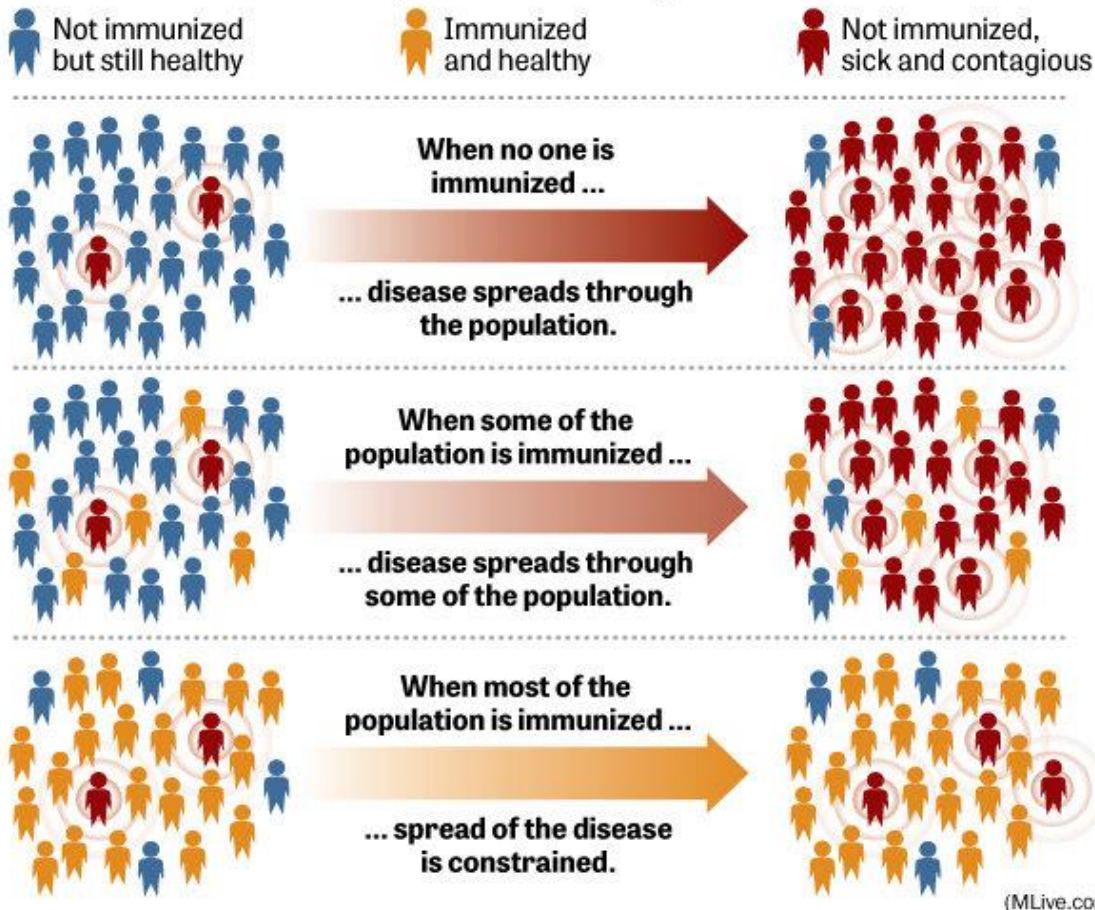 Not immunized
but still healthy
Immunized
and healthy
Not immunized,
sick and contagious
When no one is
immunized ...
... disease spreads through
the population.
When some of the
population is immunized ...
... disease spreads through
some of the population.
When most of the
population is immunized ...
... spread of the disease
is constrained.
(MLive.com